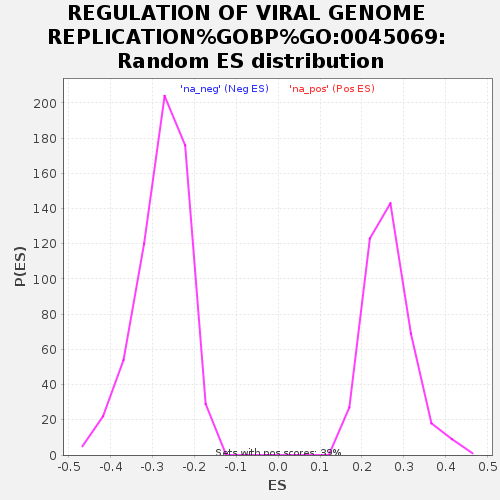 REGULATION OF VIRAL GENOME
REPLICATION%GOBP%GO:0045069:
Random ES distribution
'na_neg' (Neg ES) 'na_pos' (Pos ES)
200
180
160
140
120
100
80
60
40
20
0
P(ES)
Sets with pos scores: 39%
-0.5 -0.4 -0.3 -0.2 -0.1 0.0 0.1 0.2 0.3 0.4 0.5
ES